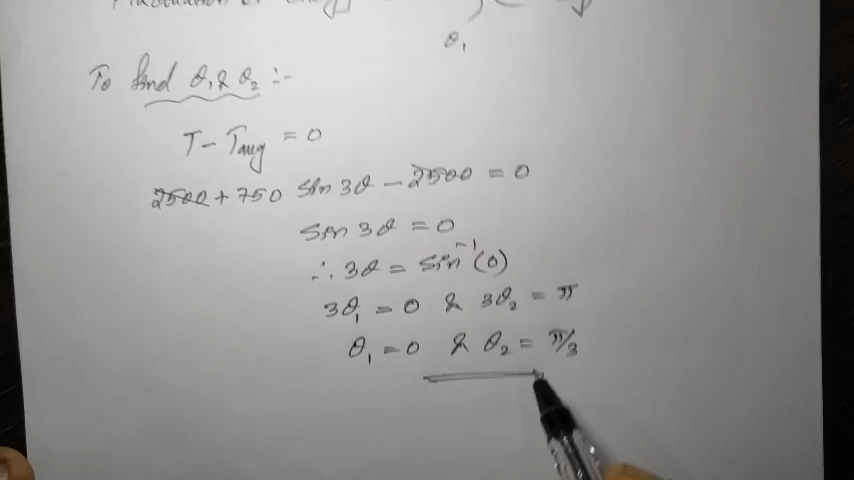 θ₁
To find θ₁ & θ₂ :-
T - Tavg = 0
2500 + 750 sin 3θ - 2500 = 0
sin 3θ = 0
∴ 3θ = sin⁻¹(0)
3θ₁ = 0 & 3θ₂ = π
θ₁ = 0 & θ₂ = π/3